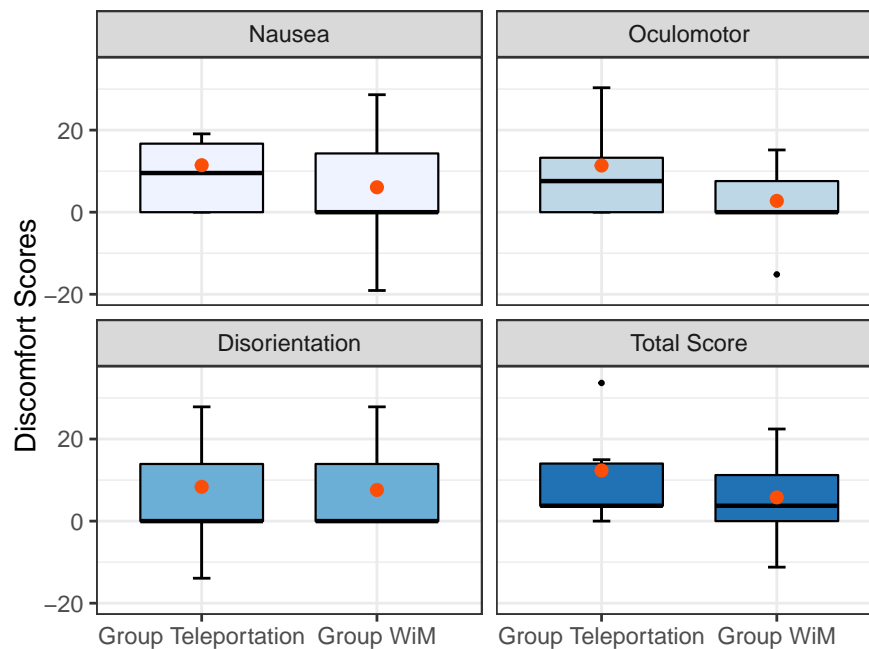 Nausea
Oculomotor
20
0
−20
Disorientation
Total Score
20
0
−20
Discomfort Scores
Group Teleportation
Group WiM
Group Teleportation
Group WiM